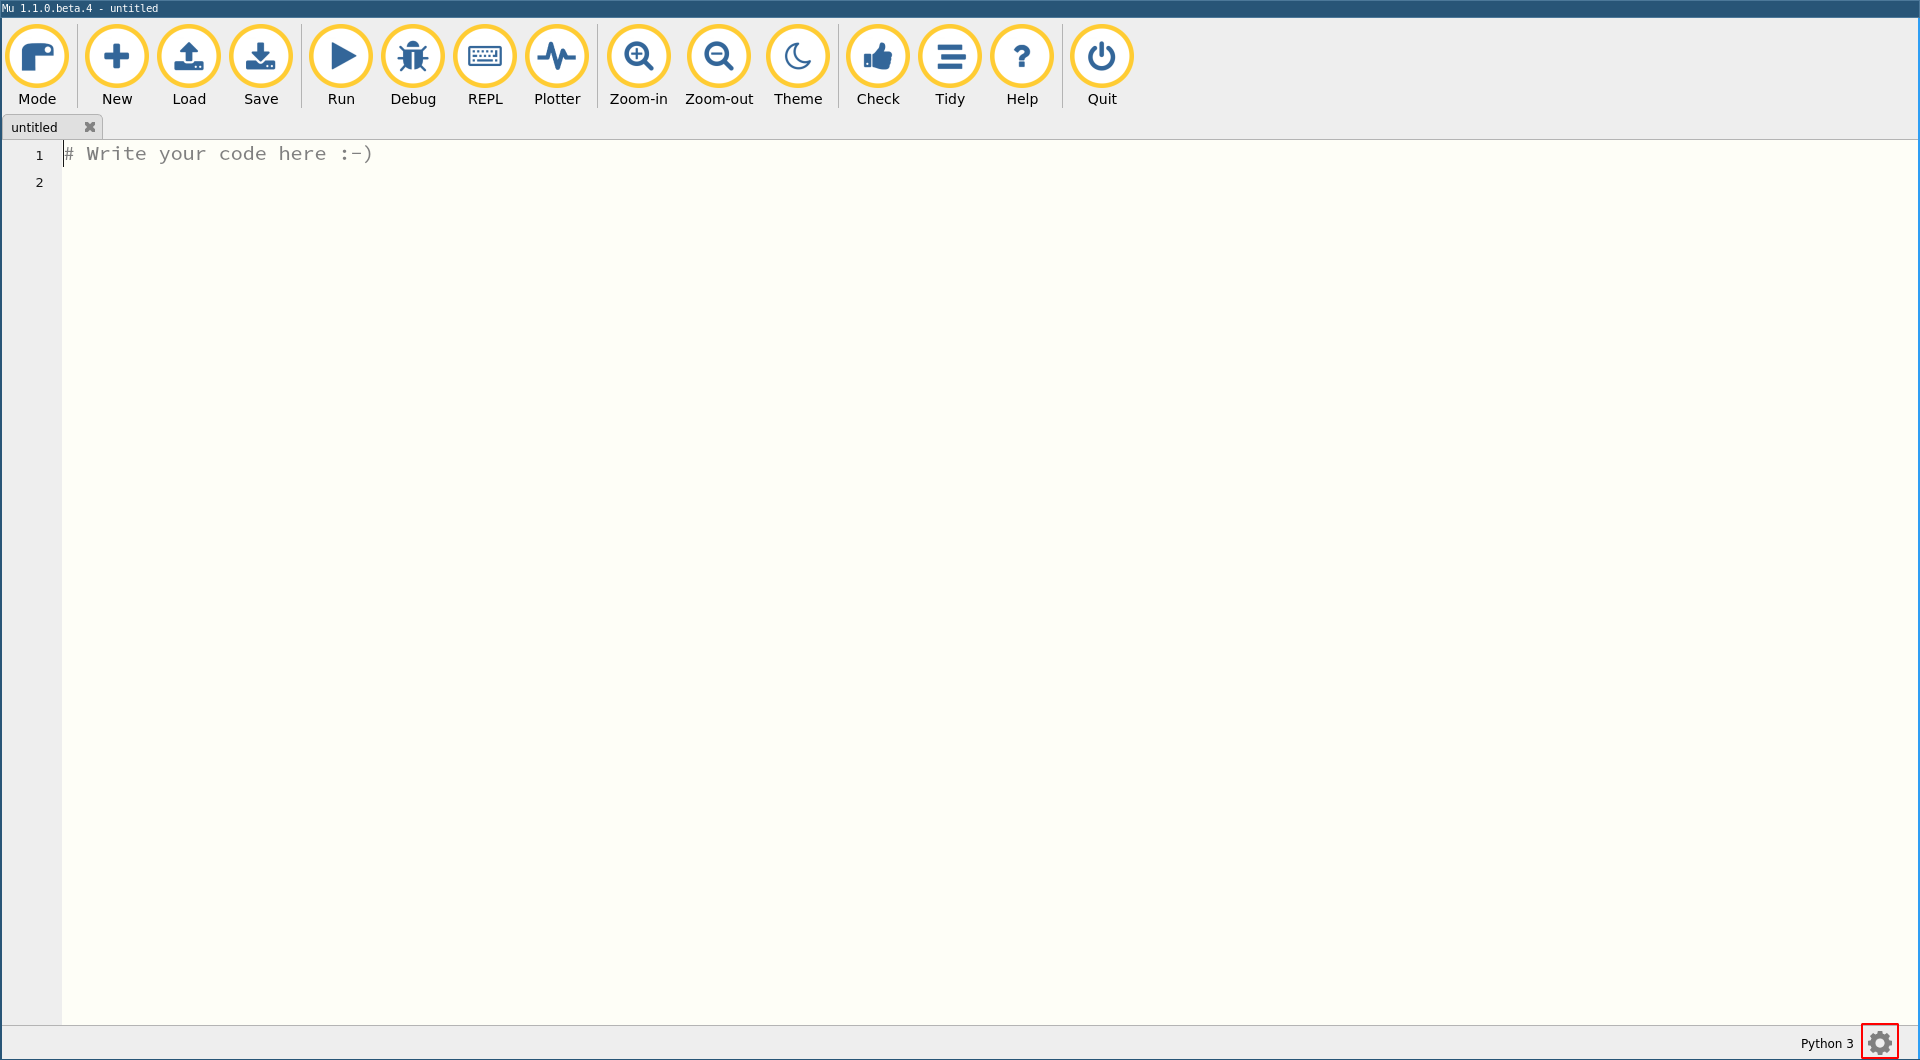 Mu 1.1.0.beta.4 - untitled
Mode New Load Save Run Debug REPL Plotter Zoom-in Zoom-out Theme Check Tidy Help Quit
untitled
1 # Write your code here :-)
2
Python 3